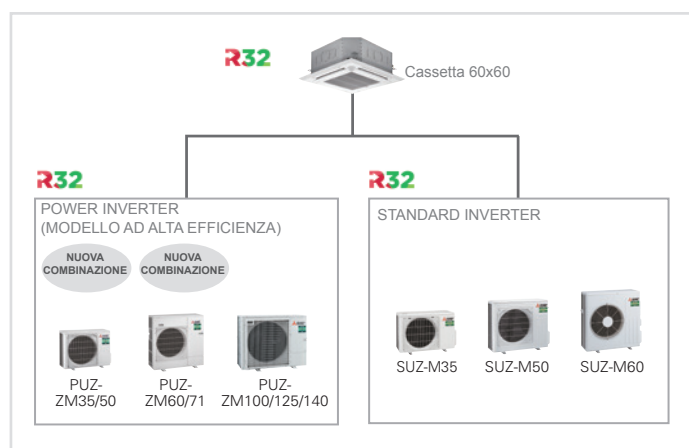 R32
Cassetta 60x60
R32
POWER INVERTER
(MODELLO AD ALTA EFFICIENZA)
NUOVA
COMBINAZIONE
NUOVA
COMBINAZIONE
PUZ-
ZM35/50
PUZ-
ZM60/71
PUZ-
ZM100/125/140
R32
STANDARD INVERTER
SUZ-M35
SUZ-M50
SUZ-M60